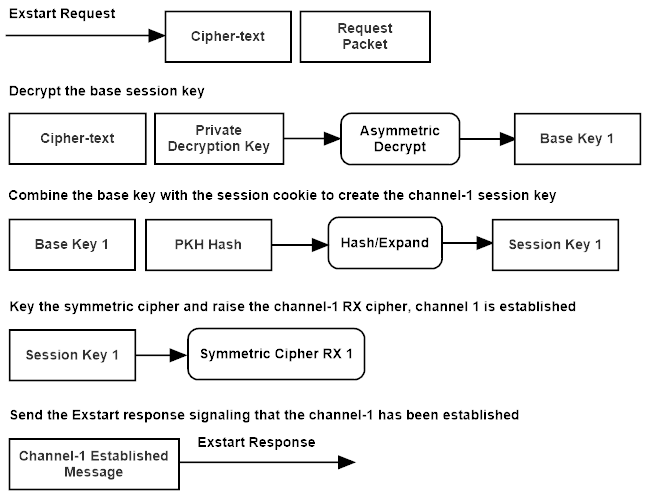 Exstart Request
Cipher-text
Request
Packet
Decrypt the base session key
Cipher-text
Private
Decryption Key
Asymmetric
Decrypt
Base Key 1
Combine the base key with the session cookie to create the channel-1 session key
Base Key 1
PKH Hash
Hash/Expand
Session Key 1
Key the symmetric cipher and raise the channel-1 RX cipher, channel 1 is established
Session Key 1
Symmetric Cipher RX 1
Send the Exstart response signaling that the channel-1 has been established
Channel-1 Established
Message
Exstart Response